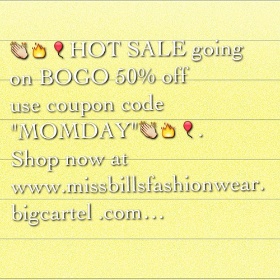 👏🔥🎈HOT SALE going
on BOGO 50% off
use coupon code
"MOMDAY"👏🔥🎈.
Shop now at
www.missbillsfashionwear.
bigcartel .com...